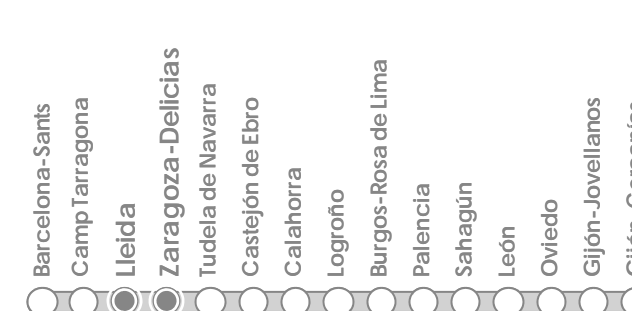 Barcelona-Sants
Camp Tarragona
Lleida
Zaragoza-Delicias
Tudela de Navarra
Castejón de Ebro
Calahorra
Logroño
Burgos-Rosa de Lima
Palencia
Sahagún
León
Oviedo
Gijón-Jovellanos